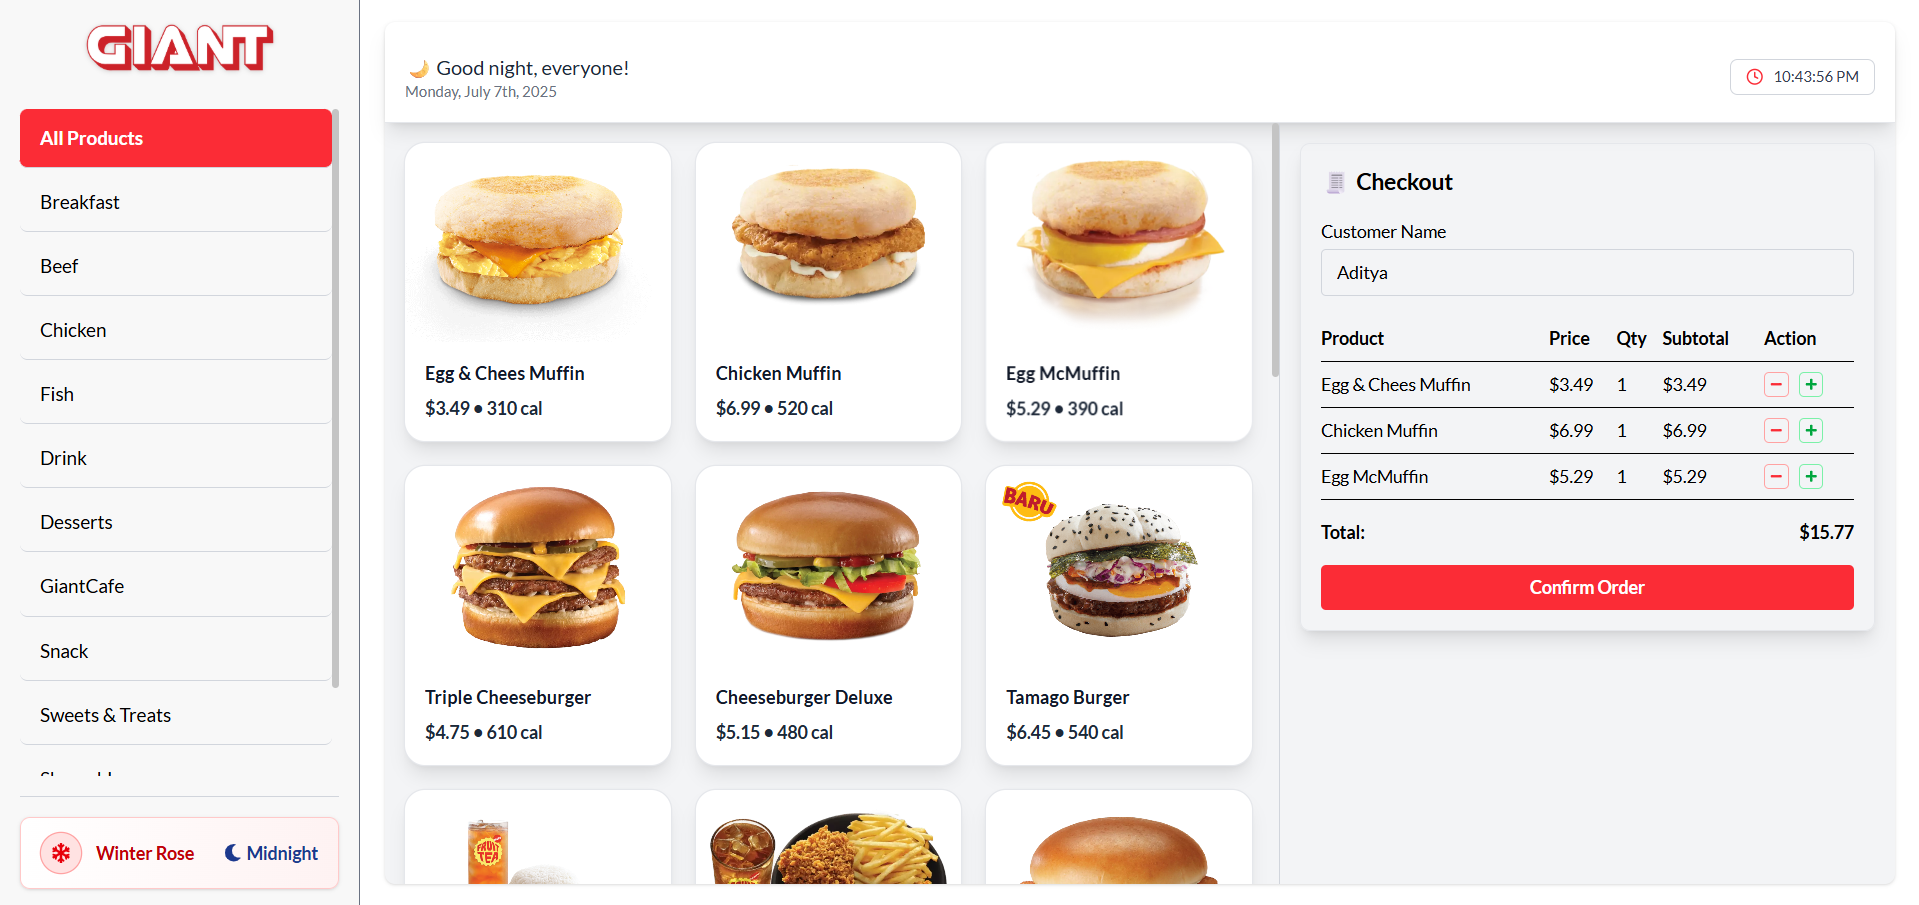 GIANT
All Products
Breakfast
Beef
Chicken
Fish
Drink
Desserts
GiantCafe
Snack
Sweets & Treats
Winter Rose
Midnight
Good night, everyone!
Monday, July 7th, 2025
10:43:56 PM
Egg & Chees Muffin
$3.49 • 310 cal
Chicken Muffin
$6.99 • 520 cal
Egg McMuffin
$5.29 • 390 cal
Triple Cheeseburger
$4.75 • 610 cal
Cheeseburger Deluxe
$5.15 • 480 cal
BARU
Tamago Burger
$6.45 • 540 cal
FRUIT
TEA
Checkout
Customer Name
Aditya
Product Price Qty Subtotal Action
Egg & Chees Muffin $3.49 1 $3.49 − +
Chicken Muffin $6.99 1 $6.99 − +
Egg McMuffin $5.29 1 $5.29 − +
Total: $15.77
Confirm Order